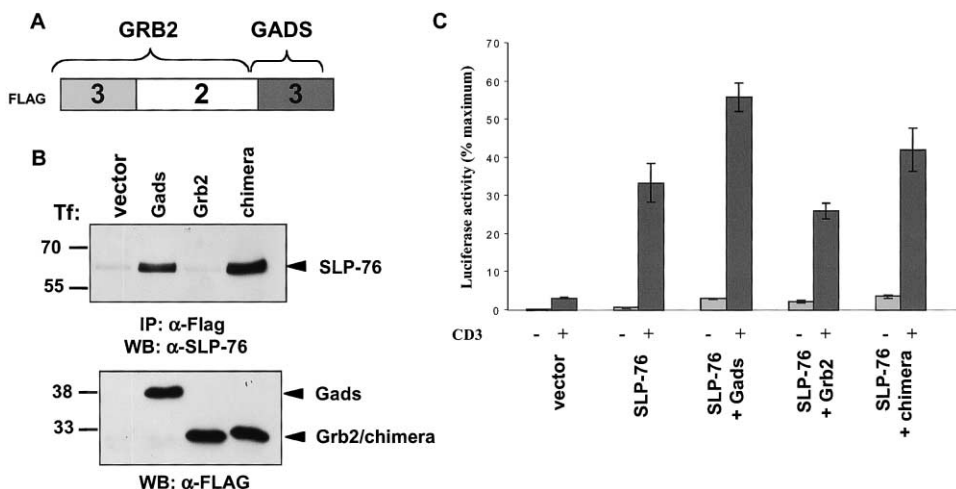 A
GRB2 GADS
FLAG 3 2 3
B
Tf: vector Gads Grb2 chimera
70
55
SLP-76
IP: α-Flag
WB: α-SLP-76
38
33
Gads
Grb2/chimera
WB: α-FLAG
C
Luciferase activity (% maximum)
70
60
50
40
30
20
10
0
CD3 - + - + - + - + - +
vector
SLP-76
SLP-76
+ Gads
SLP-76
+ Grb2
SLP-76
+ chimera